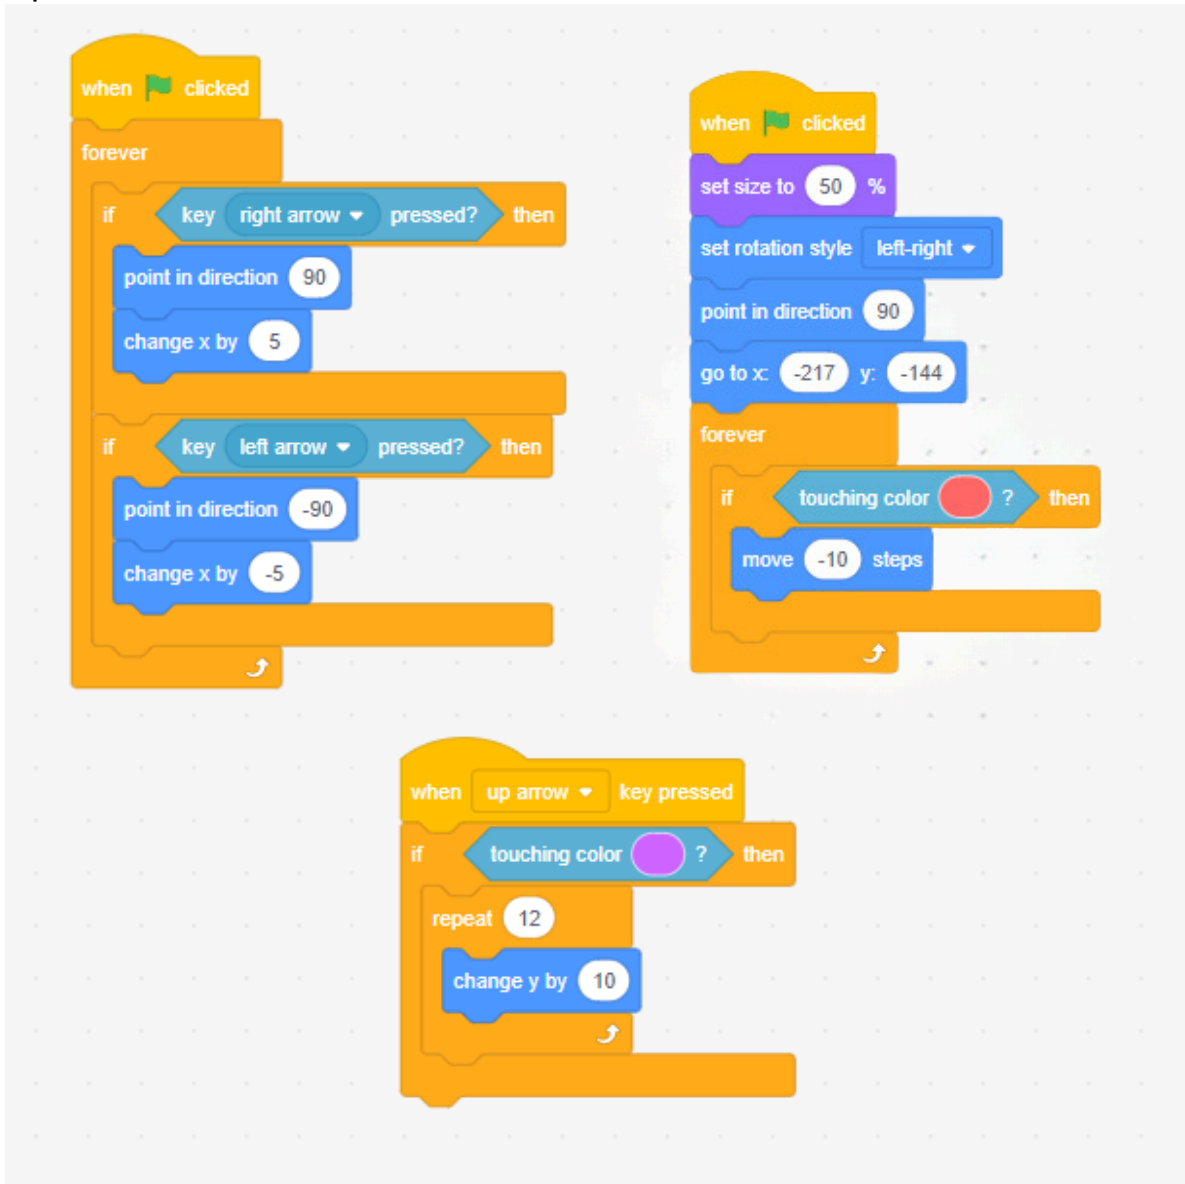 when clicked
forever
if key right arrow pressed? then
point in direction 90
change x by 5
if key left arrow pressed? then
point in direction -90
change x by -5
when clicked
set size to 50 %
set rotation style left-right
point in direction 90
go to x: -217 y: -144
forever
if touching color ? then
move -10 steps
when up arrow key pressed
if touching color ? then
repeat 12
change y by 10